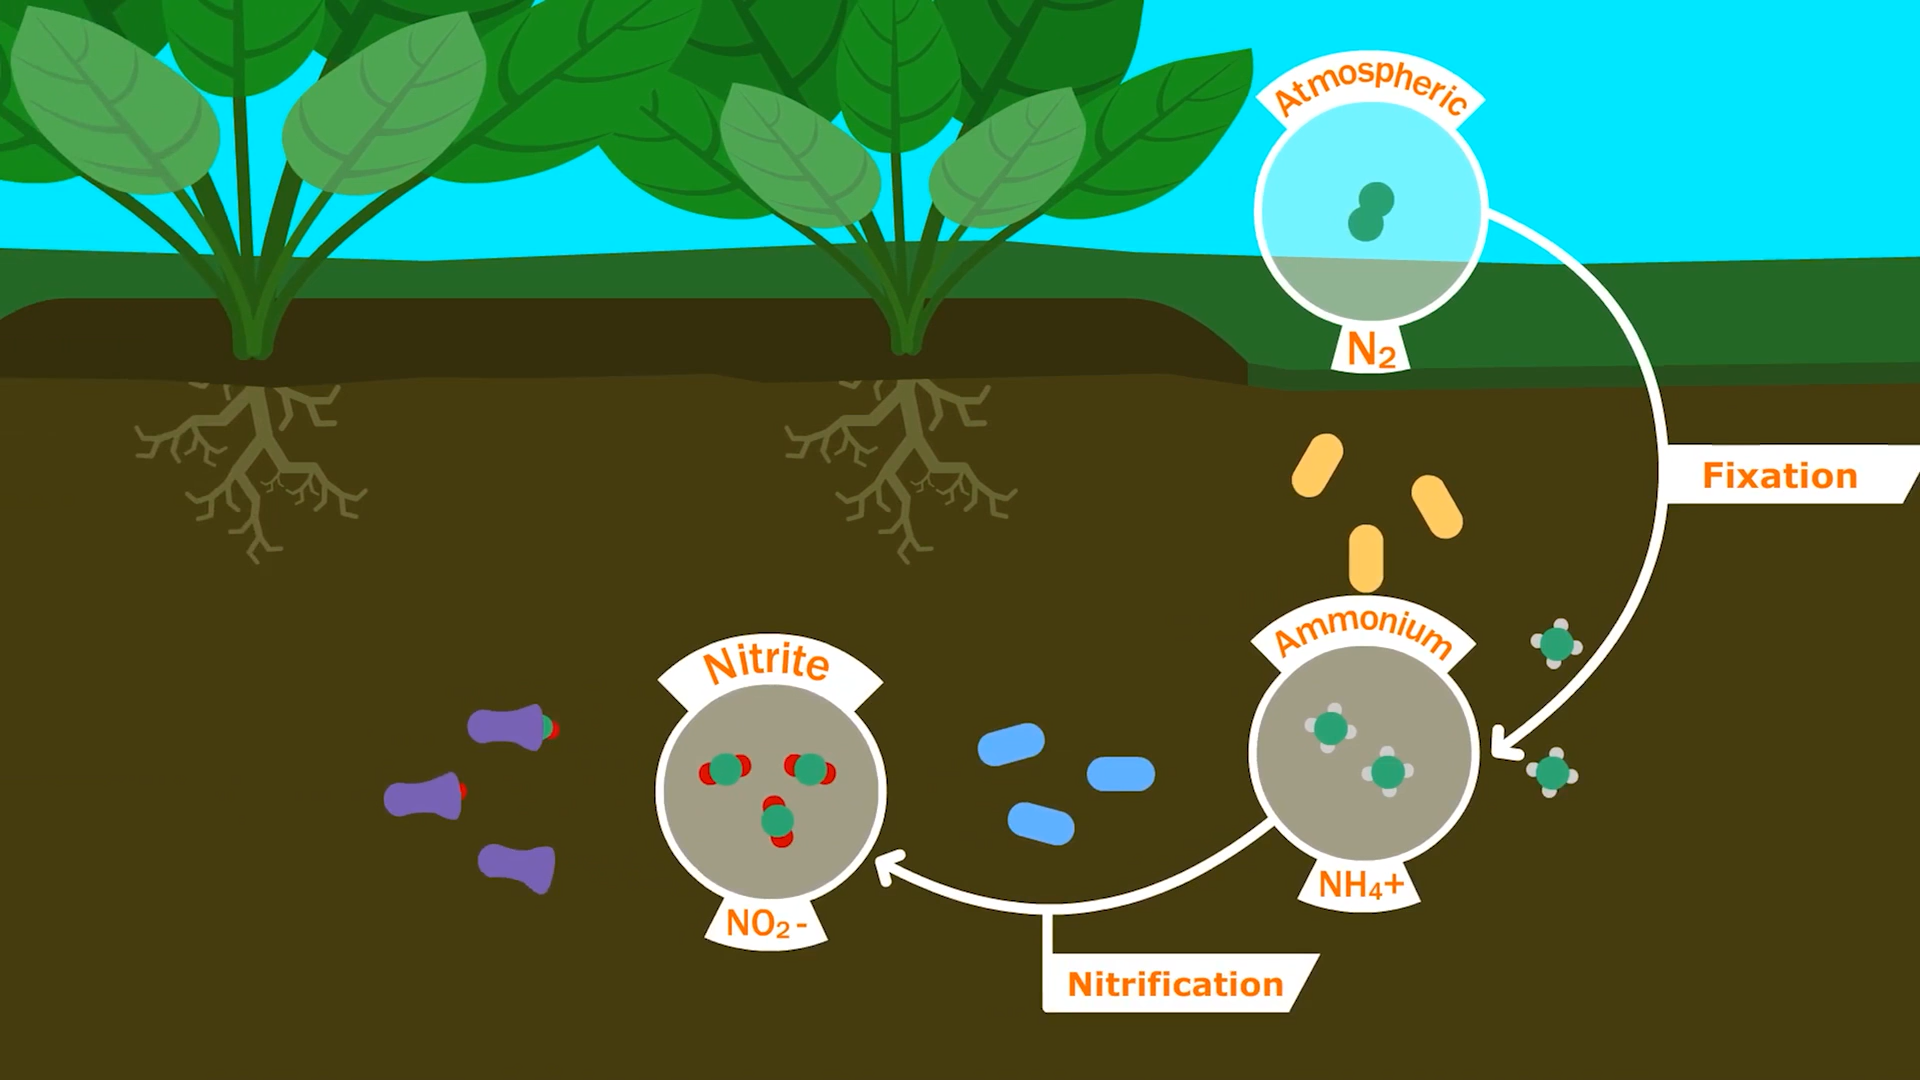 Atmospheric
N₂
Fixation
Ammonium
NH₄+
Nitrite
NO₂-
Nitrification